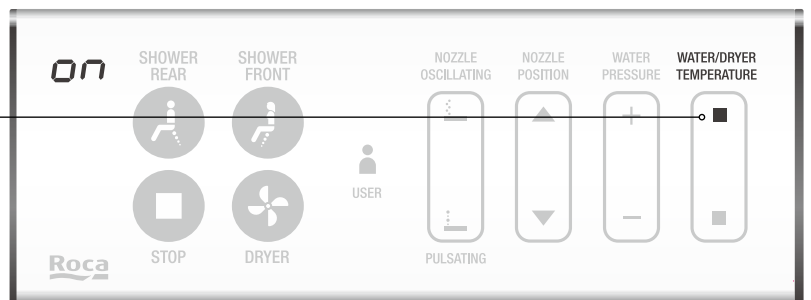 on
SHOWER
REAR
SHOWER
FRONT
NOZZLE
OSCILLATING
NOZZLE
POSITION
WATER
PRESSURE
WATER/DRYER
TEMPERATURE
USER
STOP
DRYER
PULSATING
Roca